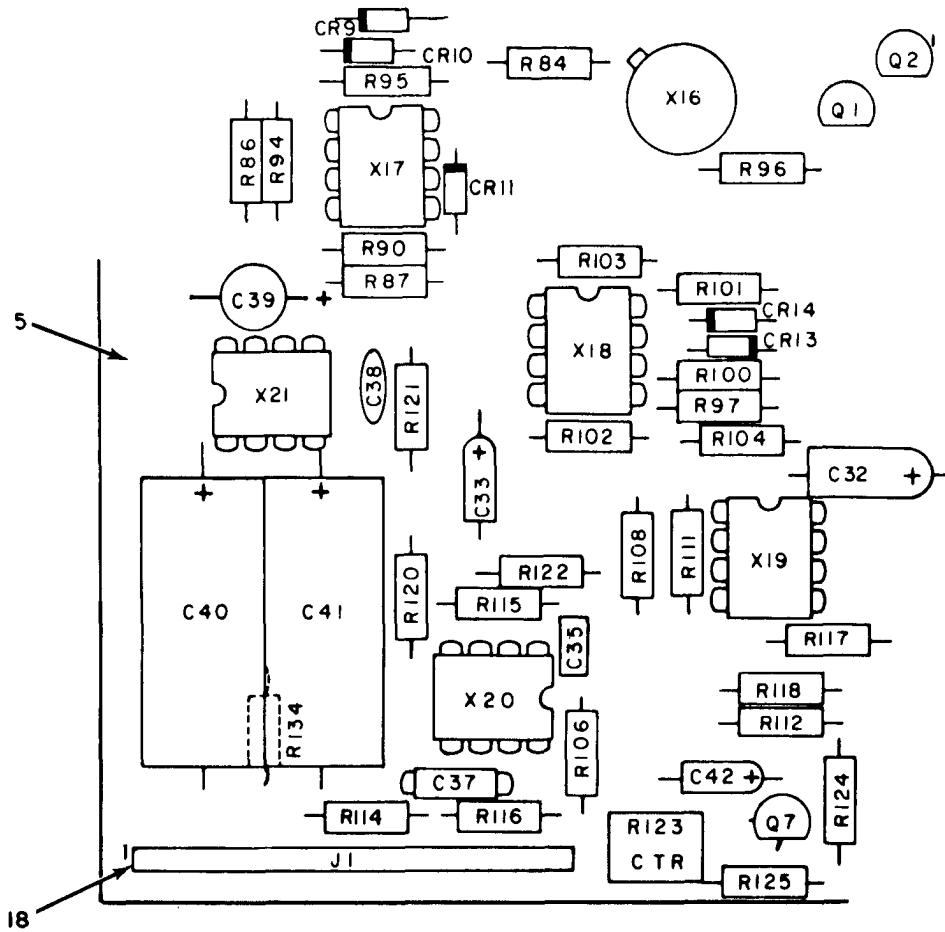 CR9
CR10
R84
Q2
1
R95
X16
Q1
R86
R94
X17
CR11
R96
R90
R87
R103
C39
+
R101
CR14
5
CR13
X18
X21
C38
R121
R100
R97
R102
R104
+
C33
C32
+
+
+
R108
R111
X19
R122
R120
R115
C40
C41
C35
R117
X20
R118
R134
R106
R112
C37
C42
+
R124
R114
R116
R123
CTR
Q7
1
J1
R125
18